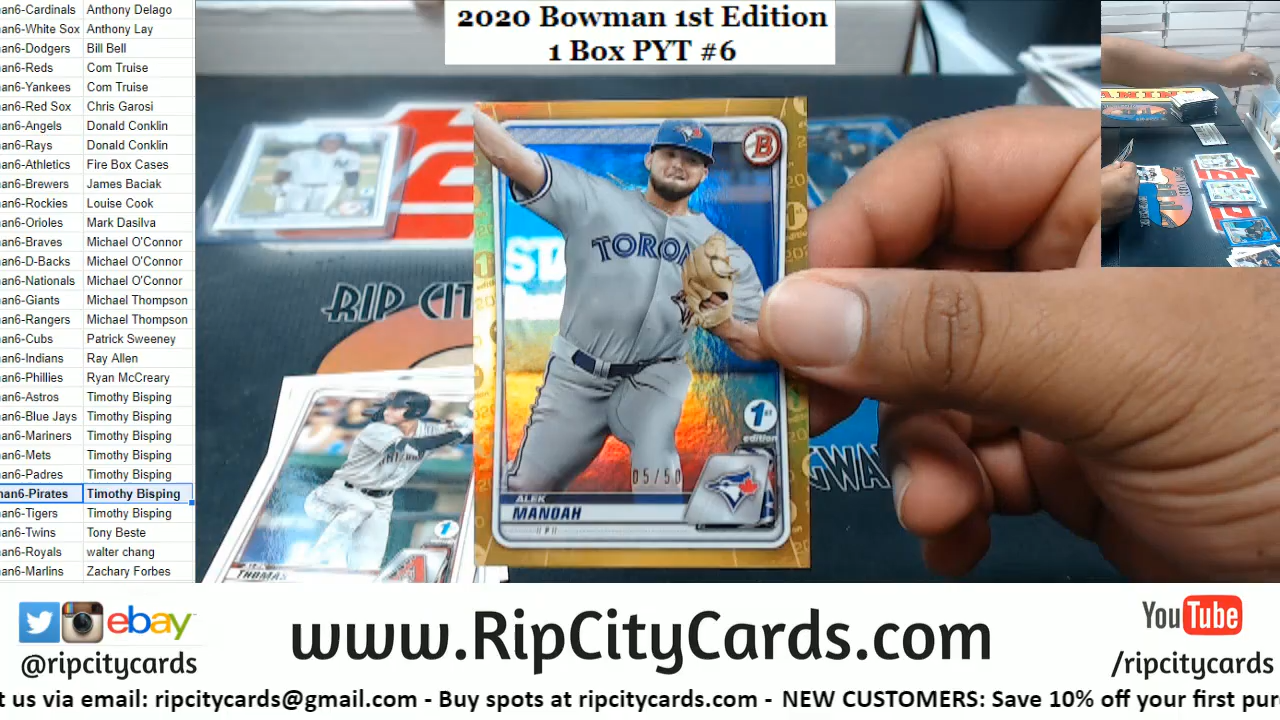 2020 Bowman 1st Edition
1 Box PYT #6
an6-Cardinals Anthony Delago
an6-White Sox Anthony Lay
an6-Dodgers Bill Bell
an6-Reds Com Truise
an6-Yankees Com Truise
an6-Red Sox Chris Garosi
an6-Angels Donald Conklin
an6-Rays Donald Conklin
an6-Athletics Fire Box Cases
an6-Brewers James Baciak
an6-Rockies Louise Cook
an6-Orioles Mark Dasilva
an6-Braves Michael O'Connor
an6-D-Backs Michael O'Connor
an6-Nationals Michael O'Connor
an6-Giants Michael Thompson
an6-Rangers Michael Thompson
an6-Cubs Patrick Sweeney
an6-Indians Ray Allen
an6-Phillies Ryan McCreary
an6-Astros Timothy Bisping
an6-Blue Jays Timothy Bisping
an6-Mariners Timothy Bisping
an6-Mets Timothy Bisping
an6-Padres Timothy Bisping
an6-Pirates Timothy Bisping
an6-Tigers Timothy Bisping
an6-Twins Tony Beste
an6-Royals walter chang
an6-Marlins Zachary Forbes
RIP CIT
B
TORON
STA
1st
edition
05/50
ALEK
MANOAH
P
THOMAS
GWA
www.RipCityCards.com
ebay
@ripcitycards
YouTube
/ripcitycards
t us via email: ripcitycards@gmail.com - Buy spots at ripcitycards.com - NEW CUSTOMERS: Save 10% off your first pur